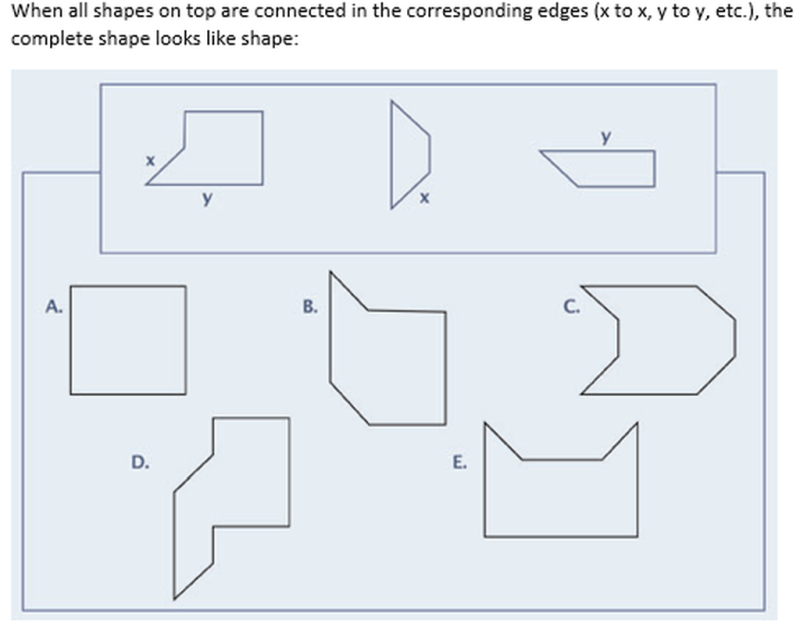 When all shapes on top are connected in the corresponding edges (x to x, y to y, etc.), the
complete shape looks like shape:
x
y
x
y
A.
B.
C.
D.
E.